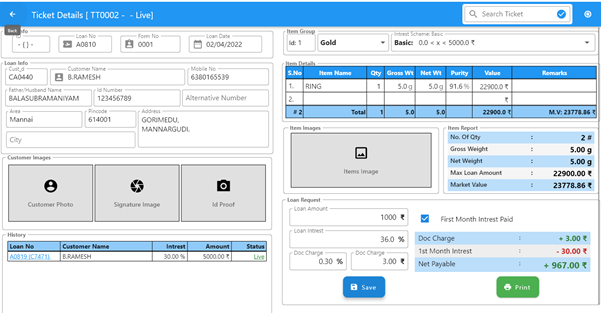 Ticket Details [ TT0002 - - Live]
Search Ticket
Back
Info
ID
- { } -
Loan No
A0810
Form No
0001
Loan Date
02/04/2022
Item Group
Id: 1
Gold
Intrest Scheme: Basic
Basic: 0.0 < x < 5000.0 ₹
Loan Info
Cust_d
CA0440
Customer Name
B.RAMESH
Mobile No
6380165539
Father/Husband Name
BALASUBRAMANIYAM
Id Number
123456789
Alternative Number
Area
Mannai
Pincode
614001
Address
GORIMEDU,
MANNARGUDI.
City
Item Details
S.No Item Name Qty Gross Wt Net Wt Purity Value Remarks
1. RING 1 5.0 g 5.0 g 91.6 % 22900.0 ₹
2. ₹
# 2 Total 1 5.0 5.0 22900.0 ₹ M.V: 23778.86 ₹
Customer Images
Customer Photo
Signature Image
Id Proof
Item Images
Items Image
Item Report
No. Of Qty : 2 #
Gross Weight : 5.00 g
Net Weight : 5.00 g
Max Loan Amount : 22900.00 ₹
Market Value : 23778.86 ₹
History
Loan No Customer Name Intrest Amount Status
A0819 (C7471) B.RAMESH 30.00 % 5000.00 ₹ Live
Loan Request
Loan Amount
1000 ₹
Loan Intrest
36.0 %
Doc Charge
0.30 %
Doc Charge
3.00 ₹
First Month Intrest Paid
Doc Charge : + 3.00 ₹
1st Month Intrest : - 30.00 ₹
Net Payable : + 967.00 ₹
Save
Print